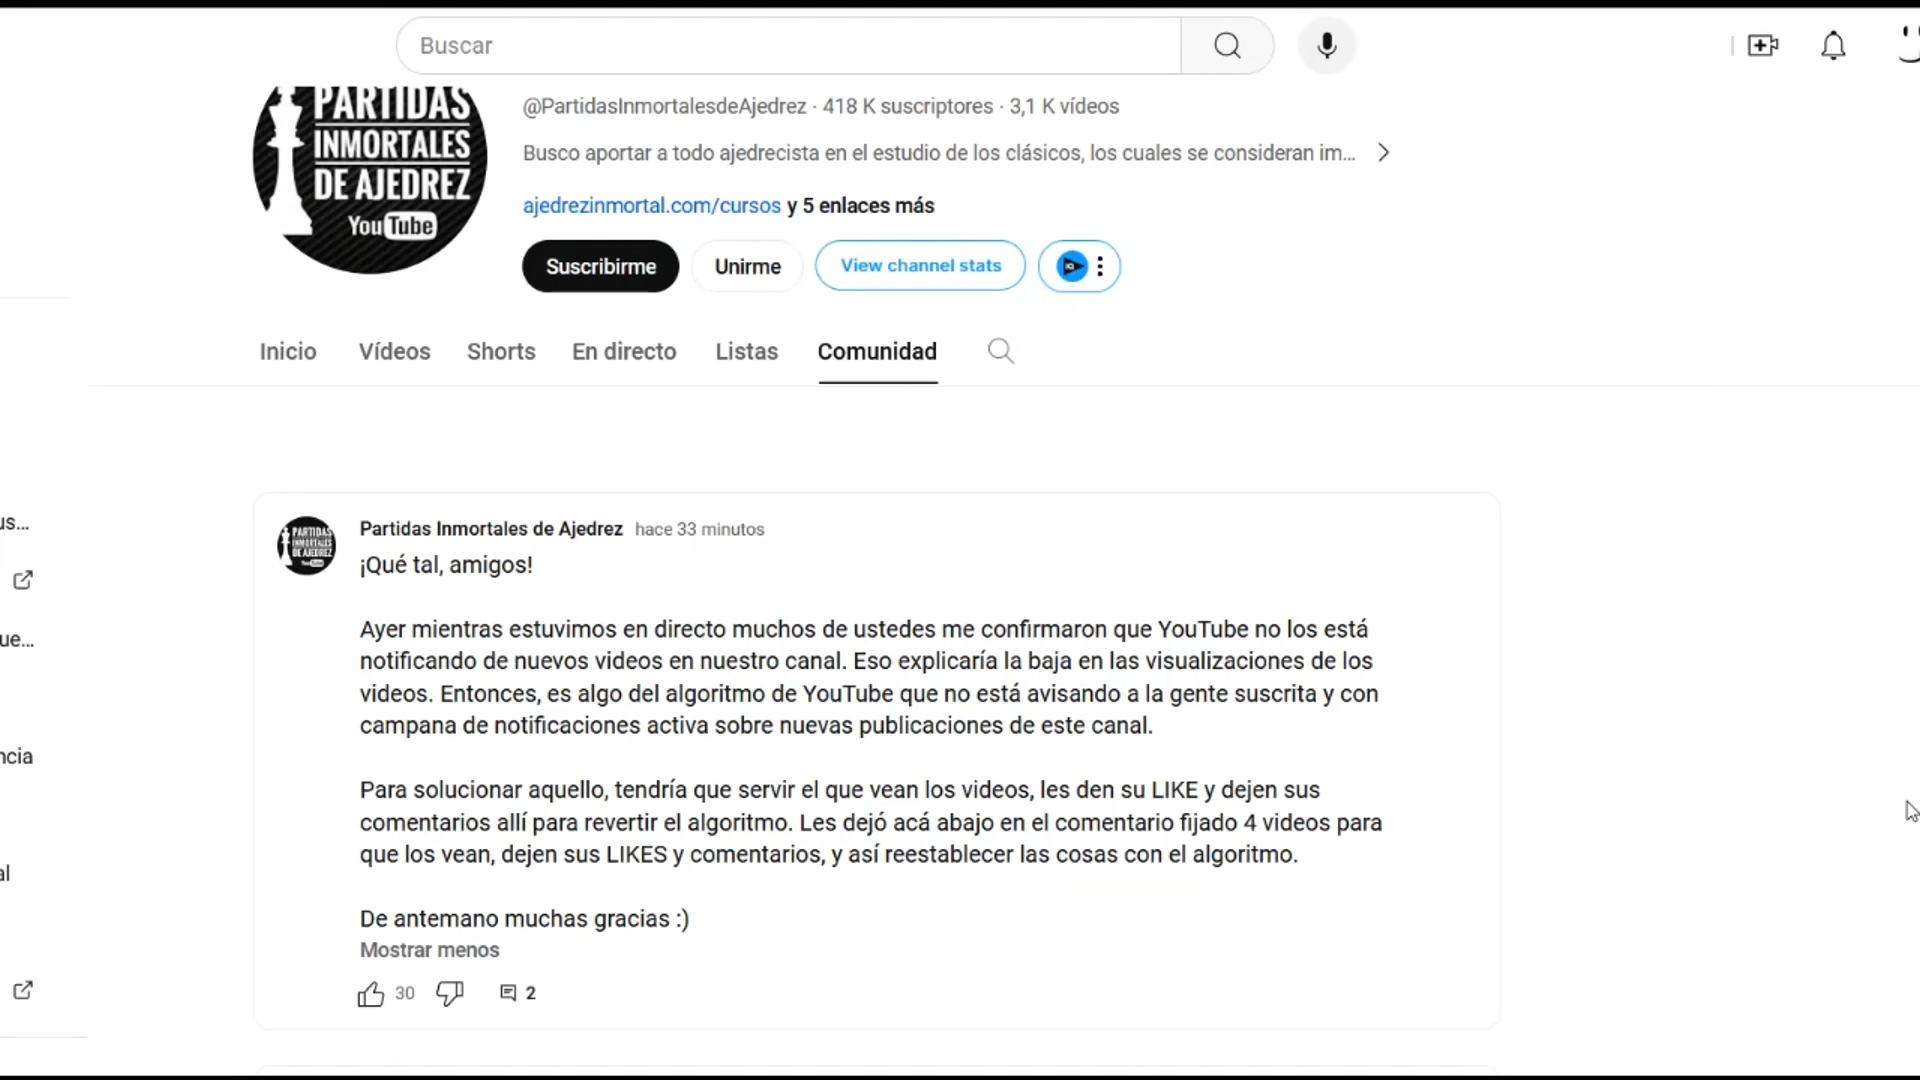 Buscar
PARTIDAS
INMORTALES
DE AJEDREZ
YouTube
@PartidasInmortalesdeAjedrez · 418 K suscriptores · 3,1 K vídeos
Busco aportar a todo ajedrecista en el estudio de los clásicos, los cuales se consideran im...
ajedrezinmortal.com/cursos y 5 enlaces más
Suscribirme Unirme View channel stats
Inicio Vídeos Shorts En directo Listas Comunidad
us...
ue...
ncia
al
PARTIDAS
INMORTALES
DE AJEDREZ
Partidas Inmortales de Ajedrez hace 33 minutos
¡Qué tal, amigos!
Ayer mientras estuvimos en directo muchos de ustedes me confirmaron que YouTube no los está
notificando de nuevos videos en nuestro canal. Eso explicaría la baja en las visualizaciones de los
videos. Entonces, es algo del algoritmo de YouTube que no está avisando a la gente suscrita y con
campana de notificaciones activa sobre nuevas publicaciones de este canal.
Para solucionar aquello, tendría que servir el que vean los videos, les den su LIKE y dejen sus
comentarios allí para revertir el algoritmo. Les dejó acá abajo en el comentario fijado 4 videos para
que los vean, dejen sus LIKES y comentarios, y así reestablecer las cosas con el algoritmo.
De antemano muchas gracias :)
Mostrar menos
30 2